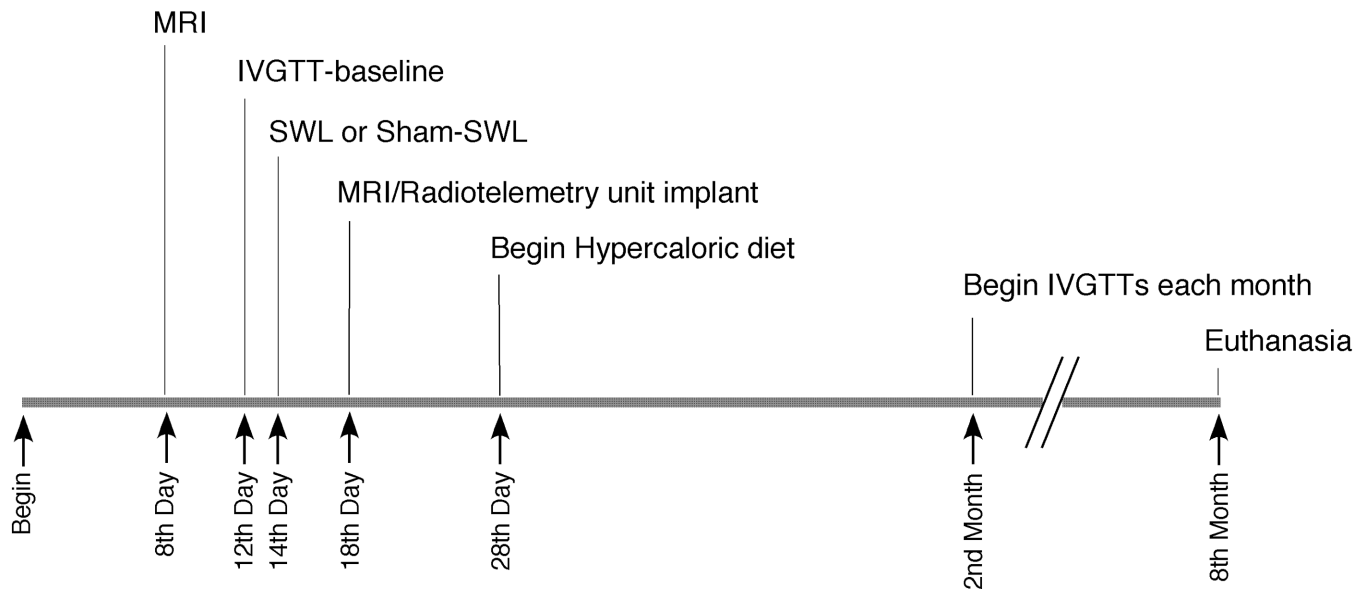 MRI
IVGTT-baseline
SWL or Sham-SWL
MRI/Radiotelemetry unit implant
Begin Hypercaloric diet
Begin IVGTTs each month
Euthanasia
Begin
8th Day
12th Day
14th Day
18th Day
28th Day
2nd Month
8th Month